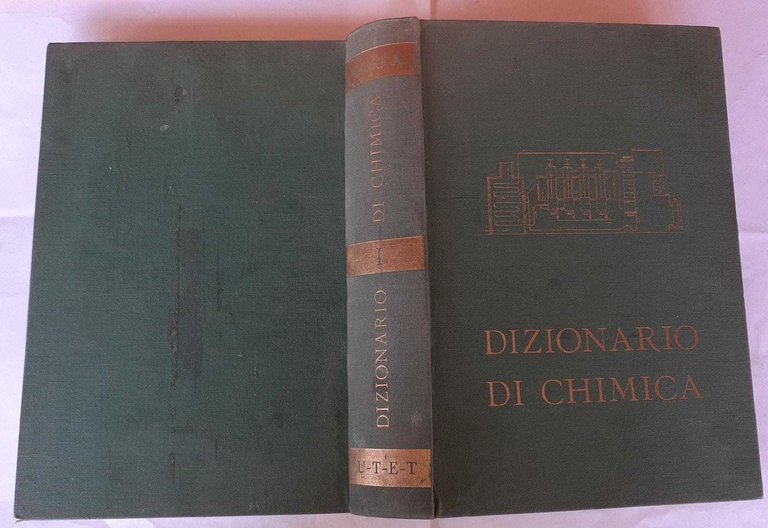 DIZIONARIO DI CHIMICA
I
U-T-E-T
DIZIONARIO
DI CHIMICA